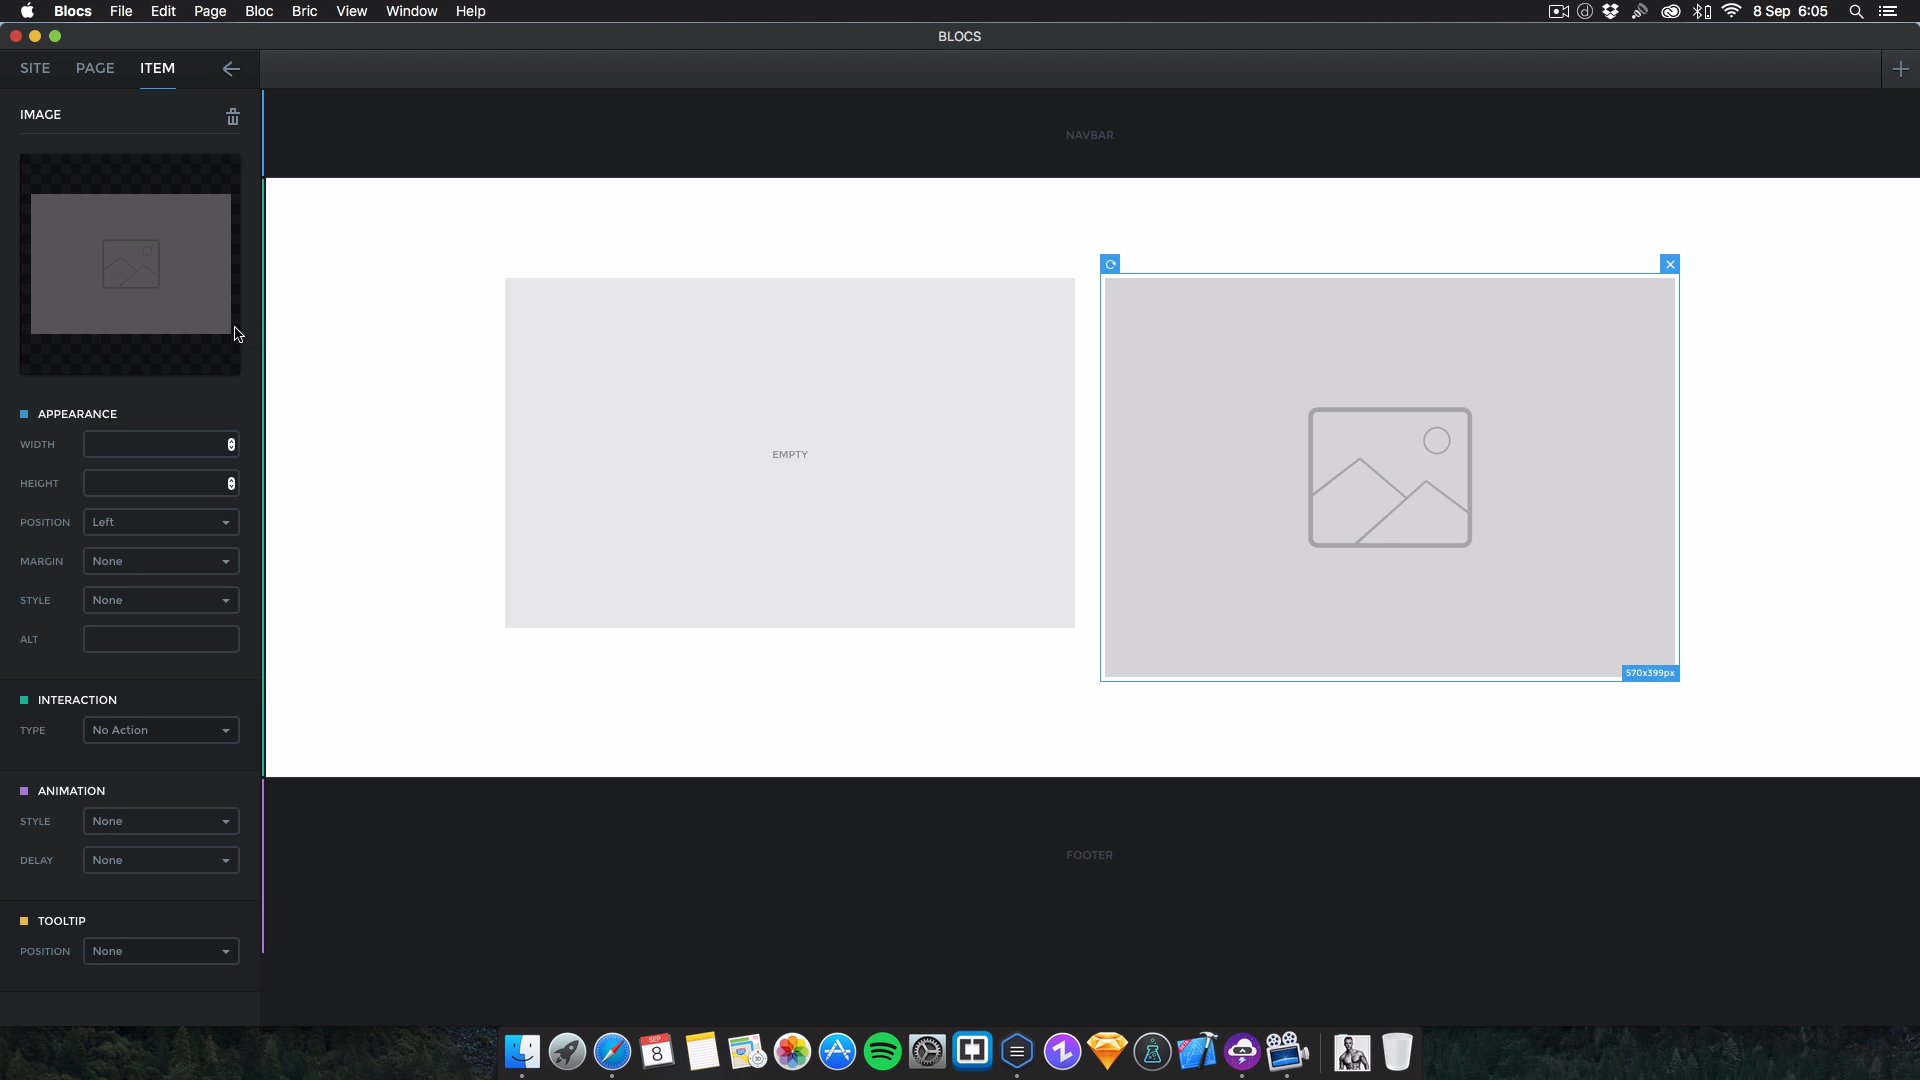 Blocs File Edit Page Bloc Bric View Window Help 8 Sep 6:05
BLOCS
SITE PAGE ITEM
IMAGE
NAVBAR
EMPTY
570x399px
APPEARANCE
WIDTH
HEIGHT
POSITION Left
MARGIN None
STYLE None
ALT
INTERACTION
TYPE No Action
ANIMATION
STYLE None
DELAY None
FOOTER
TOOLTIP
POSITION None
SEP
8